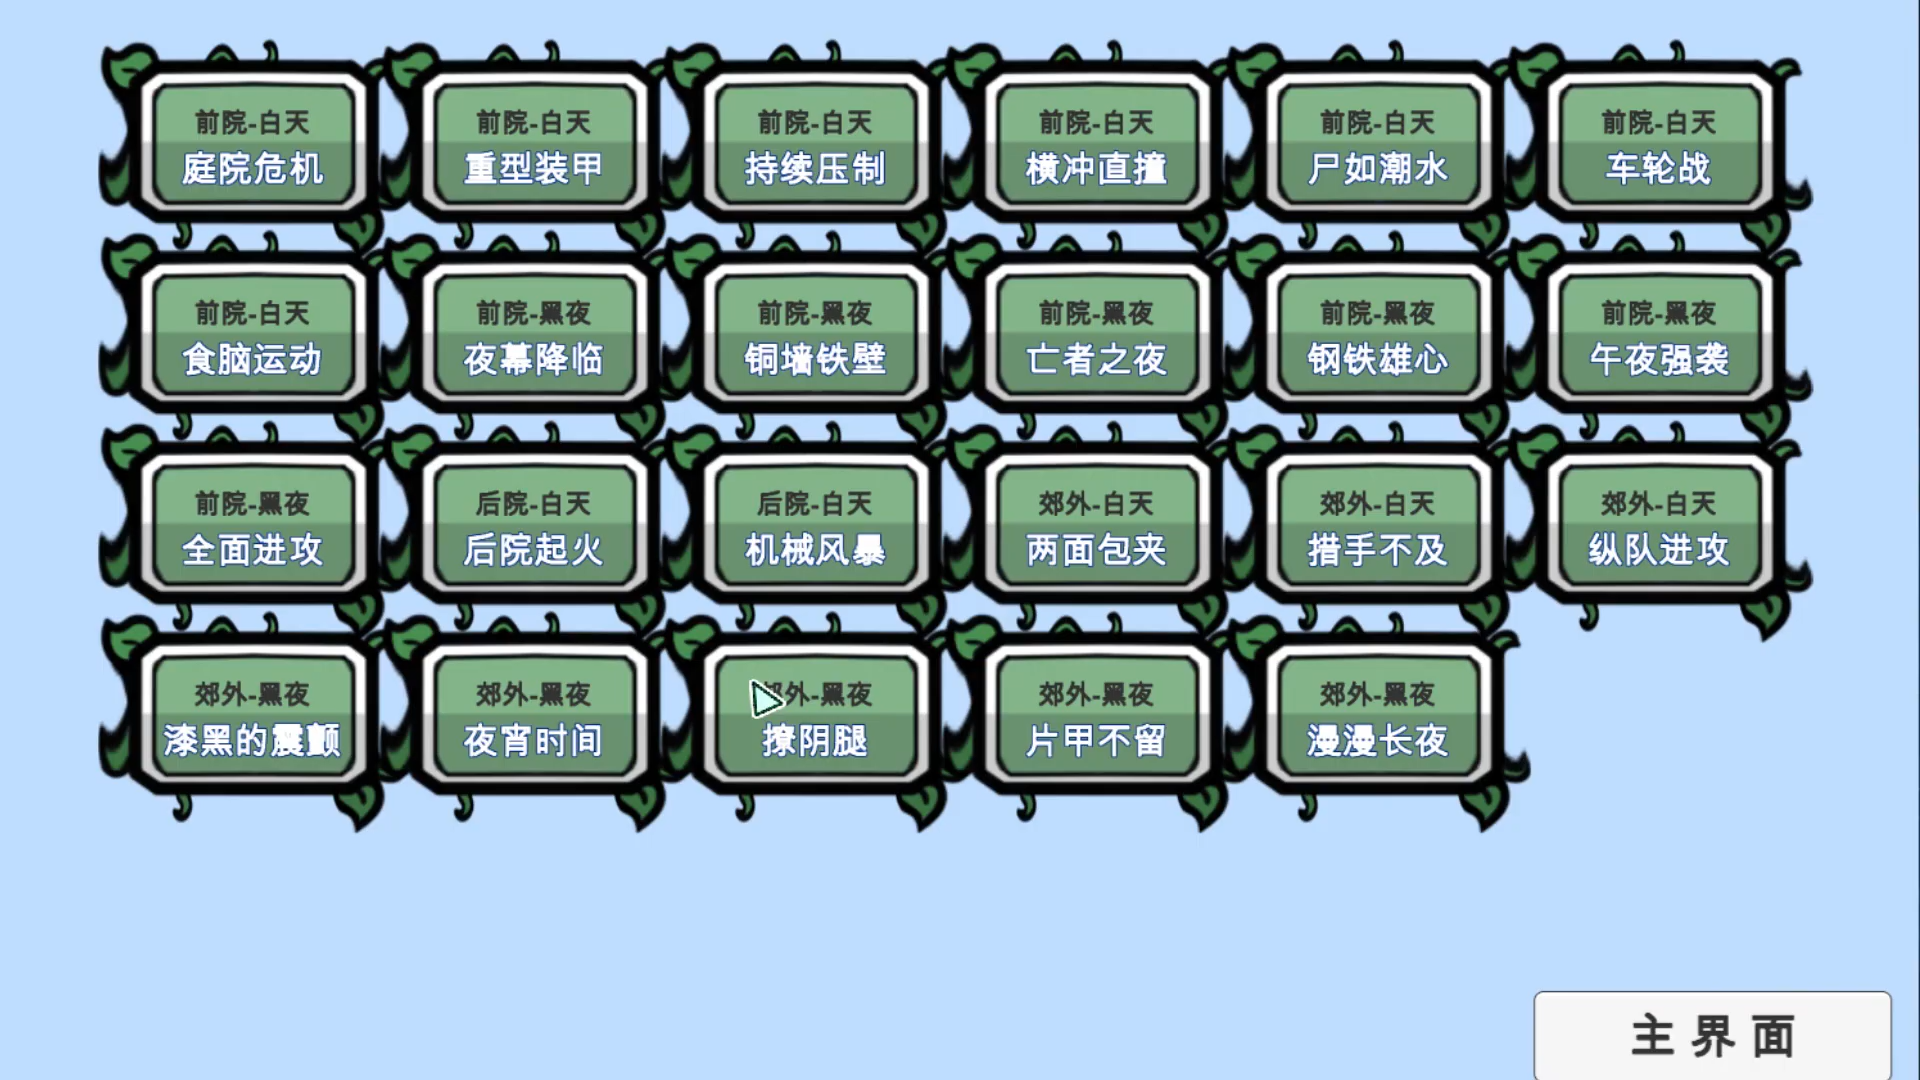 前院-白天
庭院危机
前院-白天
重型装甲
前院-白天
持续压制
前院-白天
横冲直撞
前院-白天
尸如潮水
前院-白天
车轮战
前院-白天
食脑运动
前院-黑夜
夜幕降临
前院-黑夜
铜墙铁壁
前院-黑夜
亡者之夜
前院-黑夜
钢铁雄心
前院-黑夜
午夜强袭
前院-黑夜
全面进攻
后院-白天
后院起火
后院-白天
机械风暴
郊外-白天
两面包夹
郊外-白天
措手不及
郊外-白天
纵队进攻
郊外-黑夜
漆黑的震颤
郊外-黑夜
夜宵时间
郊外-黑夜
撩阴腿
郊外-黑夜
片甲不留
郊外-黑夜
漫漫长夜
主界面